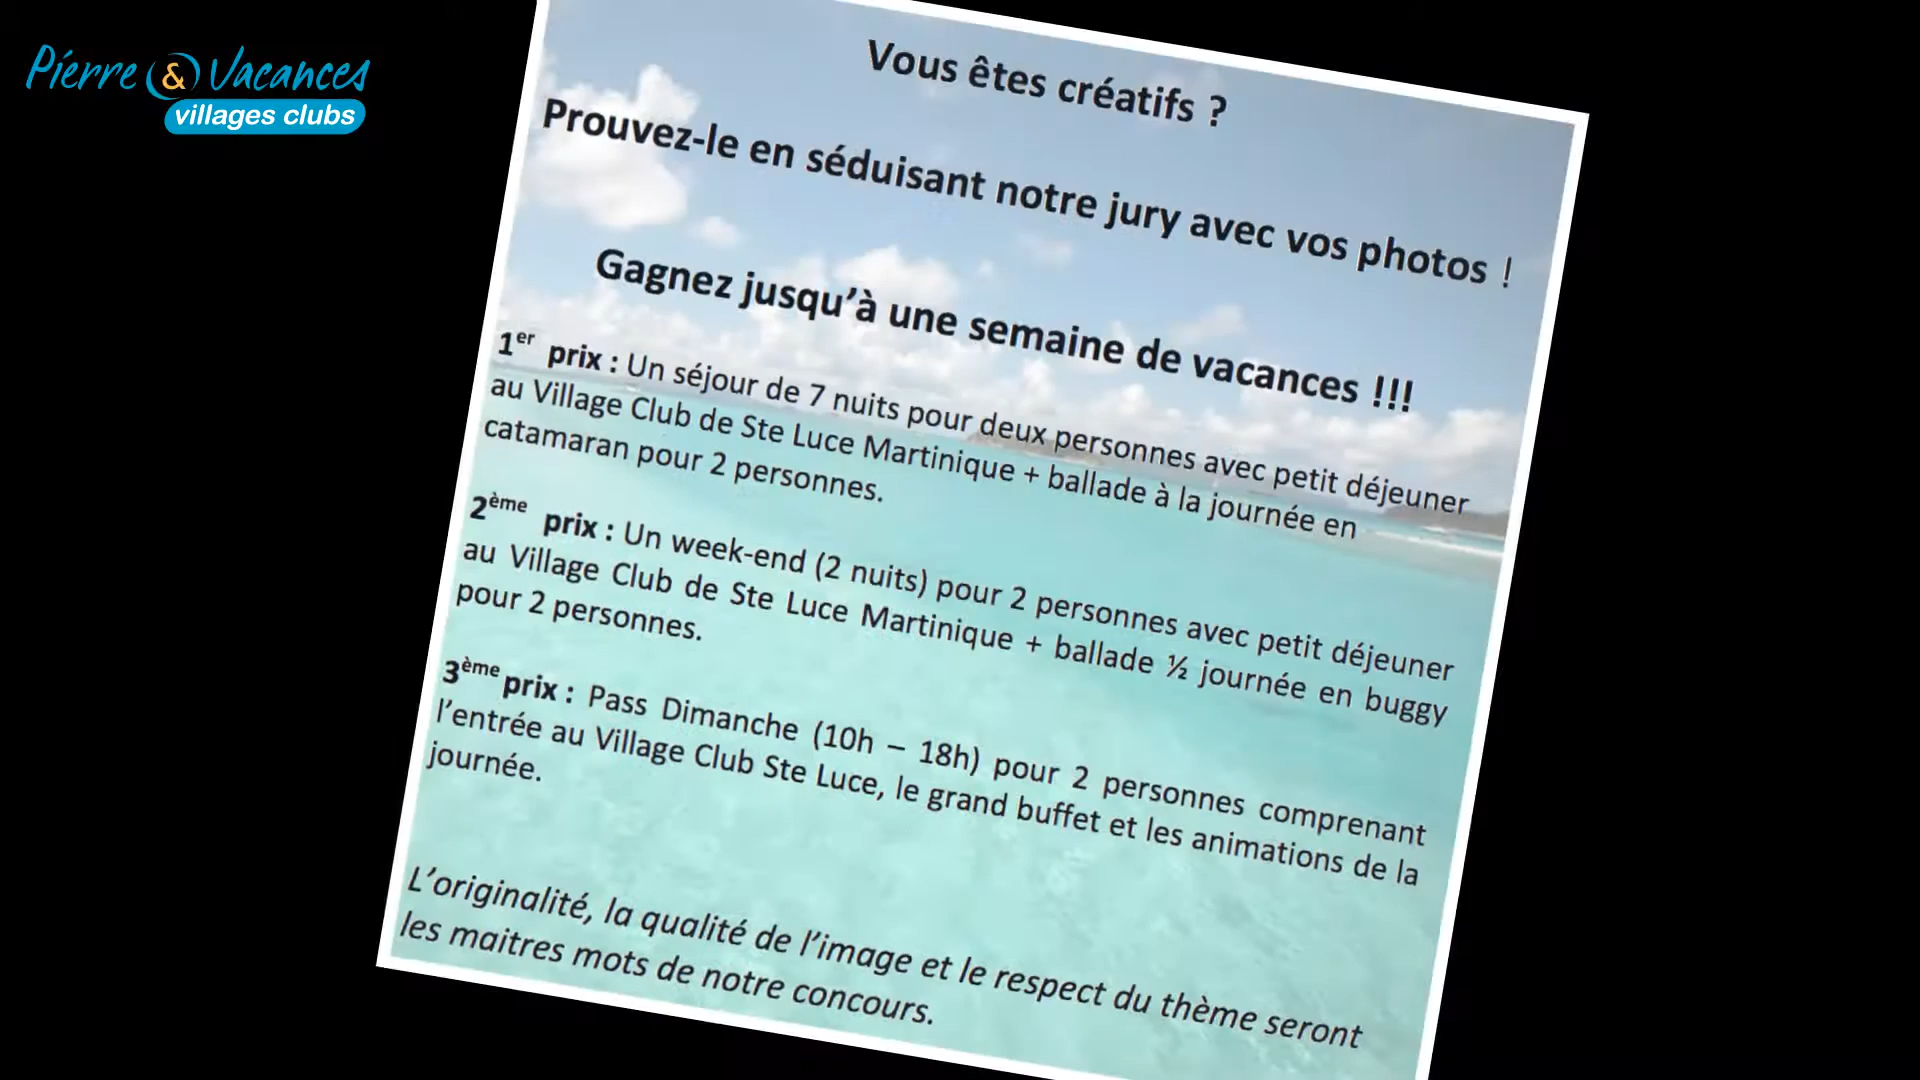 Pierre & Vacances
villages clubs
Vous êtes créatifs ?
Prouvez-le en séduisant notre jury avec vos photos !
Gagnez jusqu’à une semaine de vacances !!!
1er prix : Un séjour de 7 nuits pour deux personnes avec petit déjeuner
au Village Club de Ste Luce Martinique + ballade à la journée en
catamaran pour 2 personnes.
2ème prix : Un week-end (2 nuits) pour 2 personnes avec petit déjeuner
au Village Club de Ste Luce Martinique + ballade ½ journée en buggy
pour 2 personnes.
3ème prix : Pass Dimanche (10h – 18h) pour 2 personnes comprenant
l’entrée au Village Club Ste Luce, le grand buffet et les animations de la
journée.
L’originalité, la qualité de l’image et le respect du thème seront
les maitres mots de notre concours.